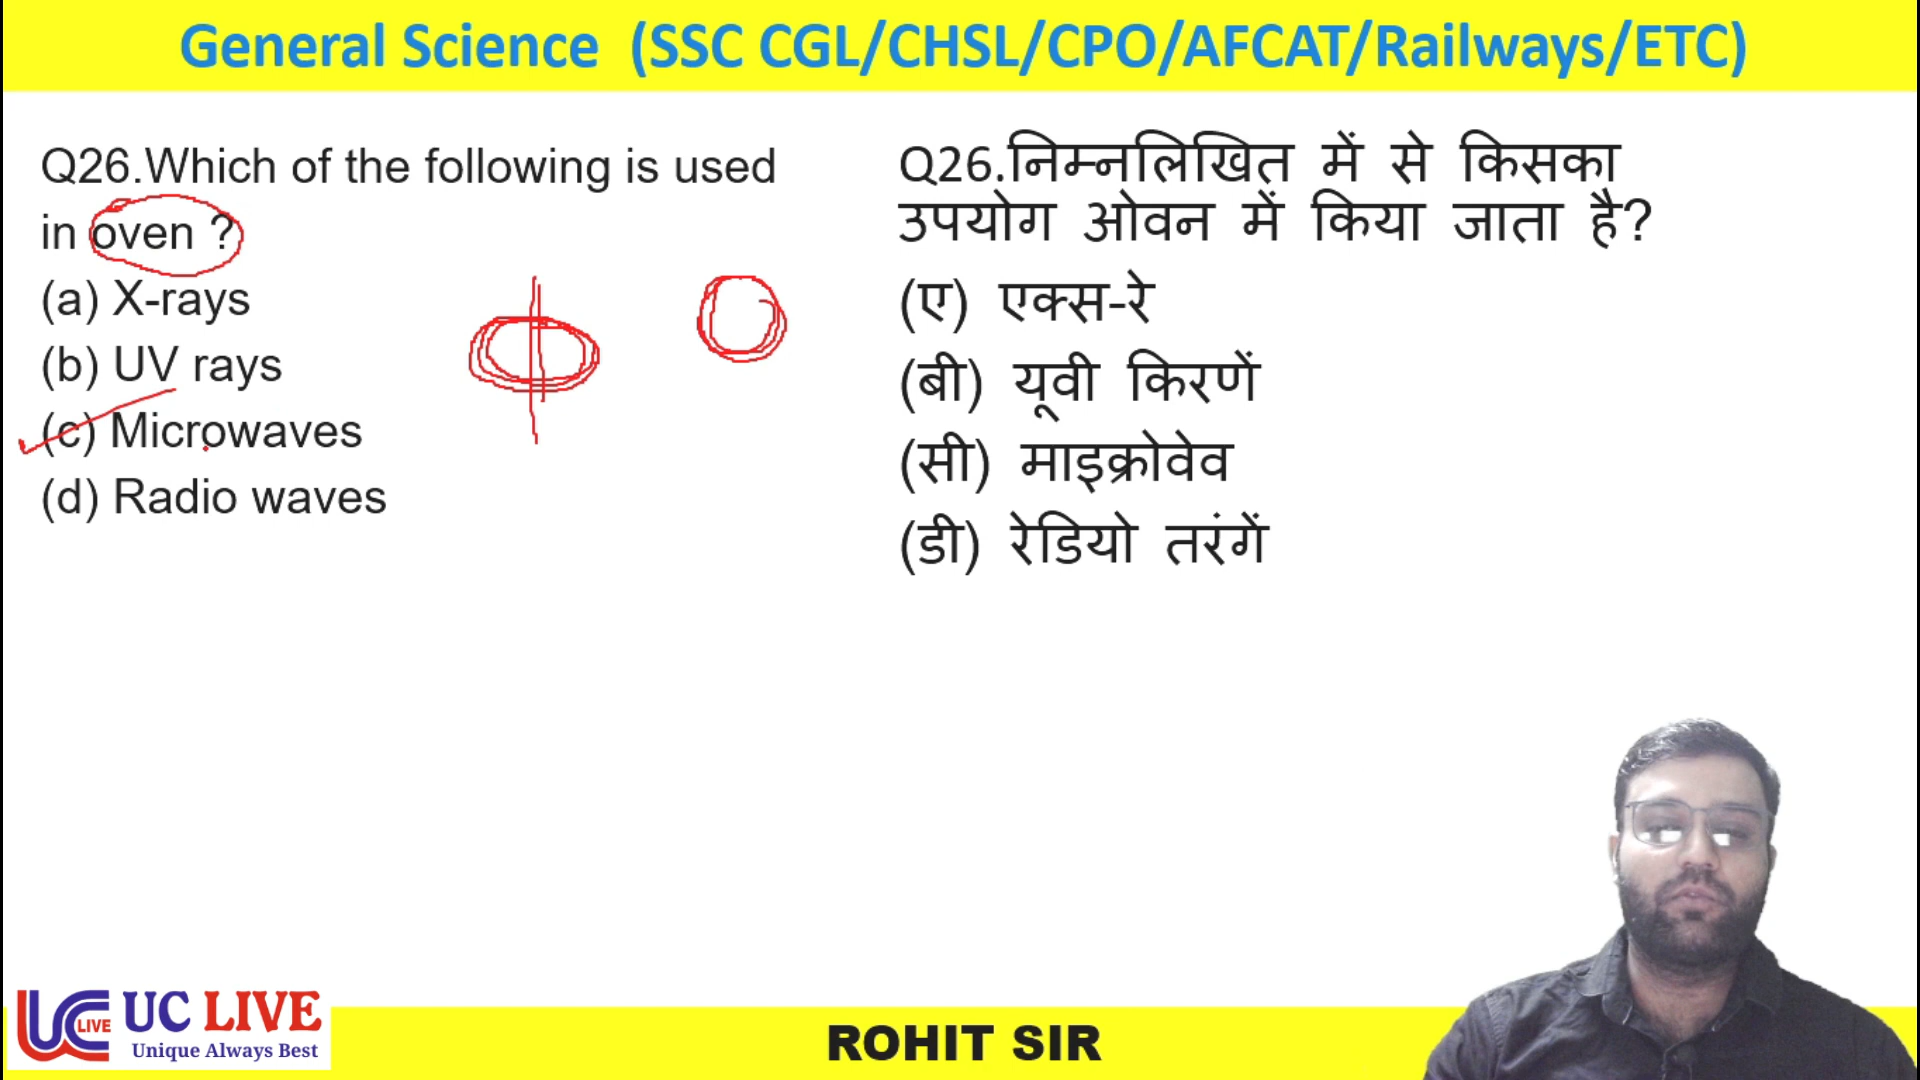 General Science (SSC CGL/CHSL/CPO/AFCAT/Railways/ETC)
Q26.Which of the following is used
in oven ?
(a) X-rays
(b) UV rays
(c) Microwaves
(d) Radio waves
Q26.निम्नलिखित में से किसका
उपयोग ओवन में किया जाता है?
(ए) एक्स-रे
(बी) यूवी किरणें
(सी) माइक्रोवेव
(डी) रेडियो तरंगें
LIVE
UC LIVE
Unique Always Best
ROHIT SIR